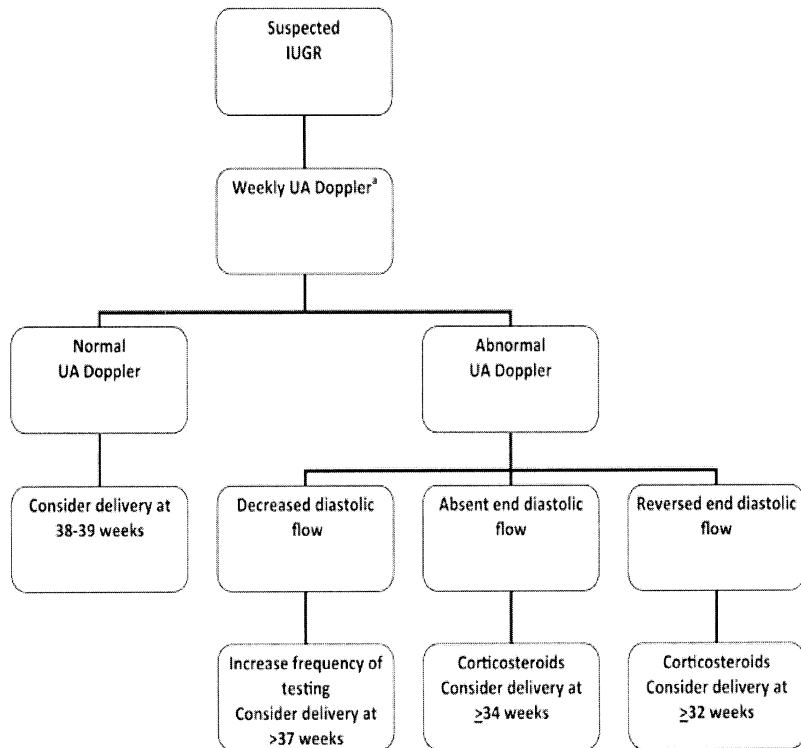 Suspected
IUGR
Weekly UA Doppler^a
Normal
UA Doppler
Abnormal
UA Doppler
Consider delivery at
38-39 weeks
Decreased diastolic
flow
Absent end diastolic
flow
Reversed end diastolic
flow
Increase frequency of
testing
Consider delivery at
>37 weeks
Corticosteroids
Consider delivery at
≥34 weeks
Corticosteroids
Consider delivery at
≥32 weeks